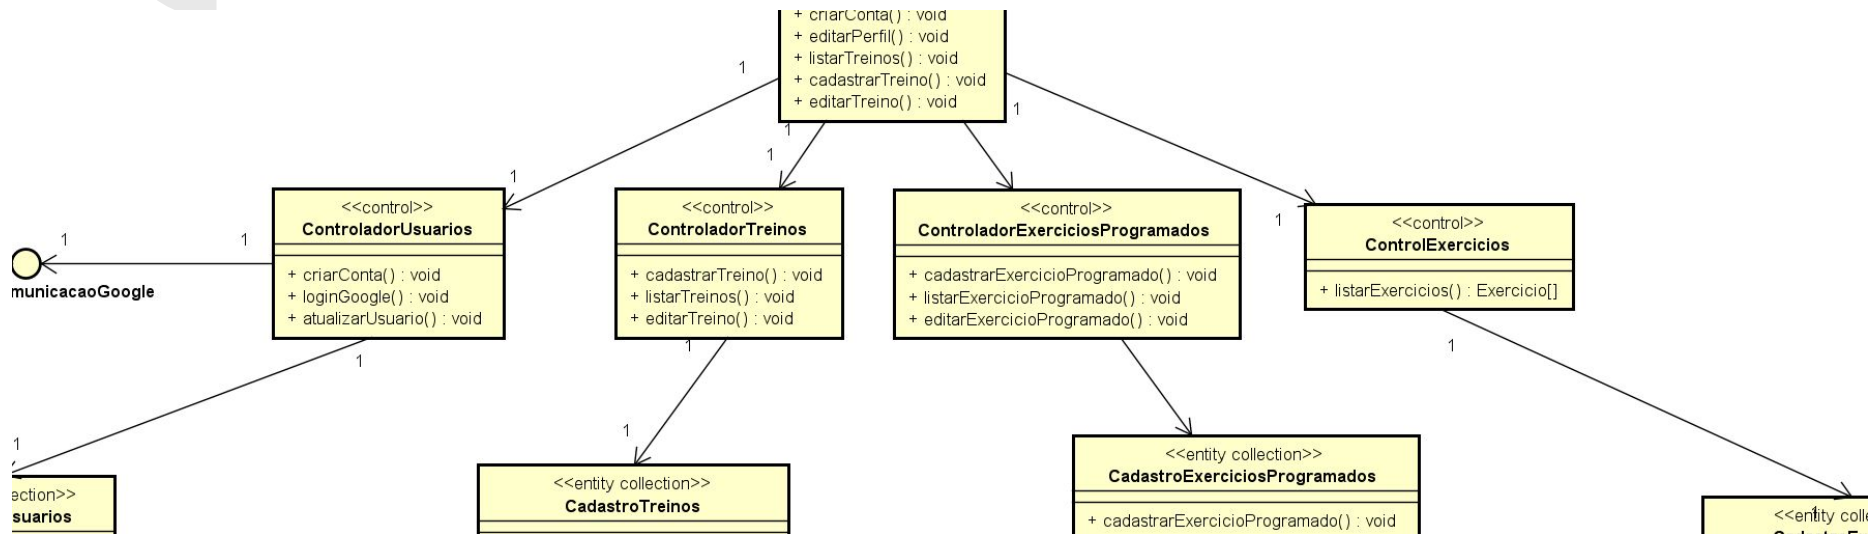 + criarConta() : void
+ editarPerfil() : void
+ listarTreinos() : void
+ cadastrarTreino() : void
+ editarTreino() : void
1
1
1
1
1
1
<<control>>
ControladorUsuarios
+ criarConta() : void
+ loginGoogle() : void
+ atualizarUsuario() : void
<<control>>
ControladorTreinos
+ cadastrarTreino() : void
+ listarTreinos() : void
+ editarTreino() : void
<<control>>
ControladorExerciciosProgramados
+ cadastrarExercicioProgramado() : void
+ listarExercicioProgramado() : void
+ editarExercicioProgramado() : void
<<control>>
ControlExercicios
+ listarExercicios() : Exercicio[]
1
1
municacaoGoogle
1
1
1
1
1
1
ection>>
suarios
<<entity collection>>
CadastroTreinos
<<entity collection>>
CadastroExerciciosProgramados
+ cadastrarExercicioProgramado() : void
<<entity colle